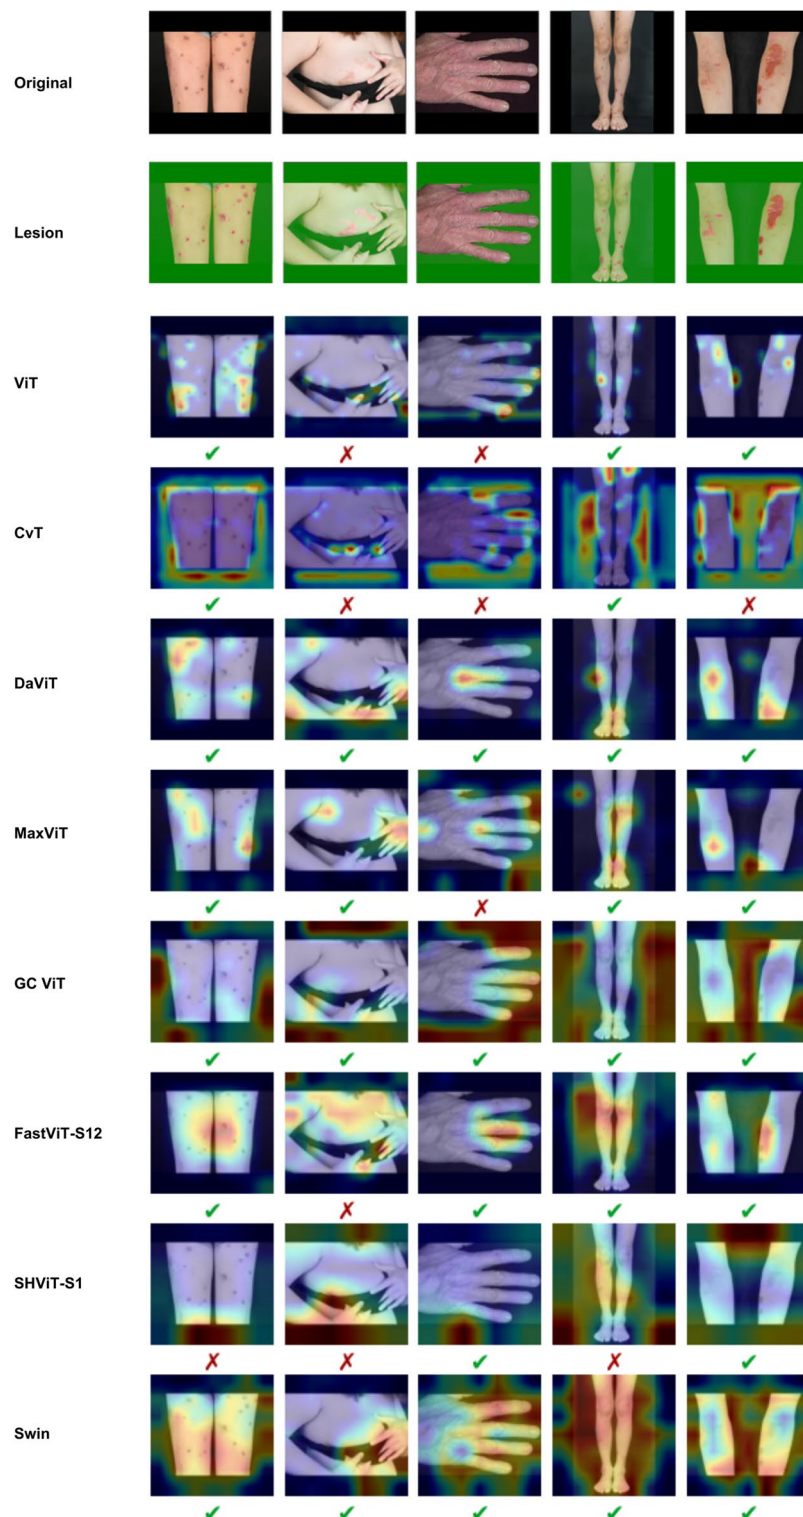 Original
Lesion
ViT
✔ ✗ ✗ ✔ ✔
CvT
✔ ✗ ✗ ✔ ✗
DaViT
✔ ✔ ✔ ✔ ✔
MaxViT
✔ ✔ ✗ ✔ ✔
GC ViT
✔ ✔ ✔ ✔ ✔
FastViT-S12
✔ ✗ ✔ ✔ ✔
SHViT-S1
✗ ✗ ✔ ✗ ✔
Swin
✔ ✔ ✔ ✔ ✔